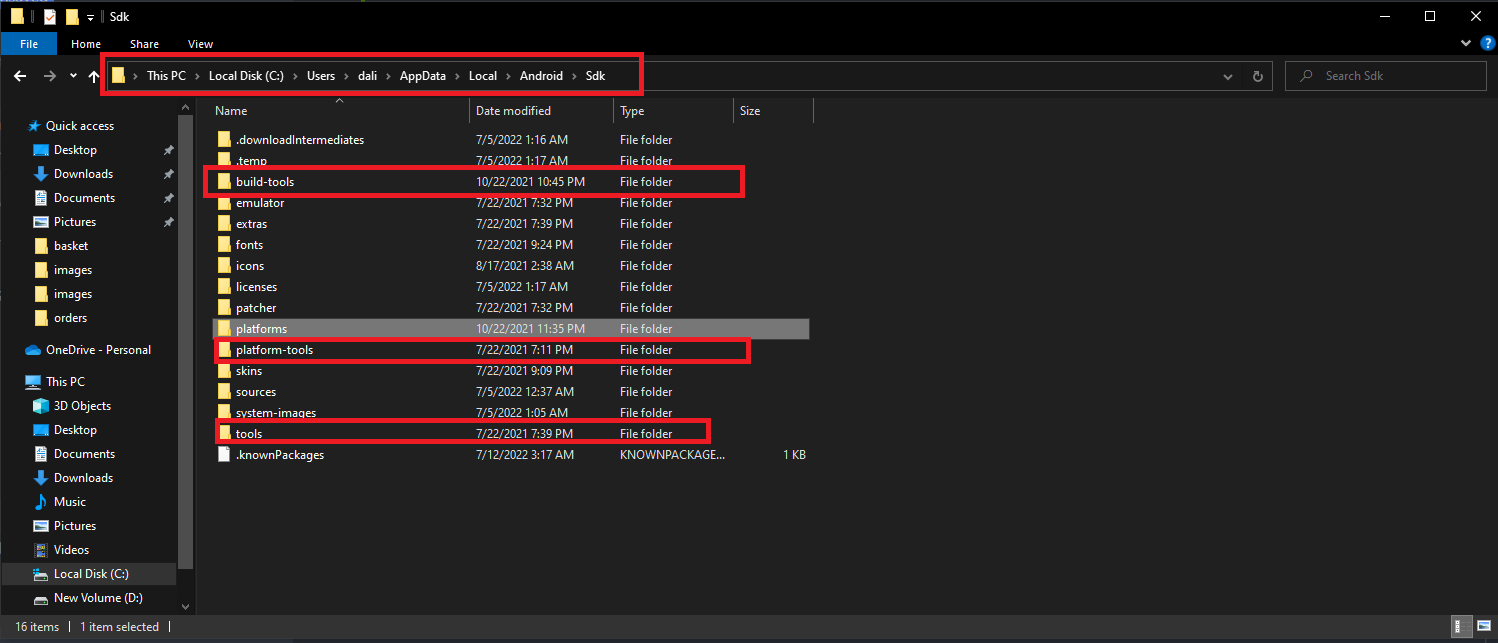 Sdk
File Home Share View
This PC Local Disk (C:) Users dali AppData Local Android Sdk
Search Sdk
Quick access
Desktop
Downloads
Documents
Pictures
basket
images
images
orders
OneDrive - Personal
This PC
3D Objects
Desktop
Documents
Downloads
Music
Pictures
Videos
Local Disk (C:)
New Volume (D:)
Name Date modified Type Size
.downloadIntermediates 7/5/2022 1:16 AM File folder
.temp 7/5/2022 1:17 AM File folder
build-tools 10/22/2021 10:45 PM File folder
emulator 7/22/2021 7:32 PM File folder
extras 7/22/2021 7:39 PM File folder
fonts 7/22/2021 9:24 PM File folder
icons 8/17/2021 2:38 AM File folder
licenses 7/5/2022 1:17 AM File folder
patcher 7/22/2021 7:32 PM File folder
platforms 10/22/2021 11:35 PM File folder
platform-tools 7/22/2021 7:11 PM File folder
skins 7/22/2021 9:09 PM File folder
sources 7/5/2022 12:37 AM File folder
system-images 7/5/2022 1:05 AM File folder
tools 7/22/2021 7:39 PM File folder
.knownPackages 7/12/2022 3:17 AM KNOWNPACKAGE... 1 KB
16 items 1 item selected